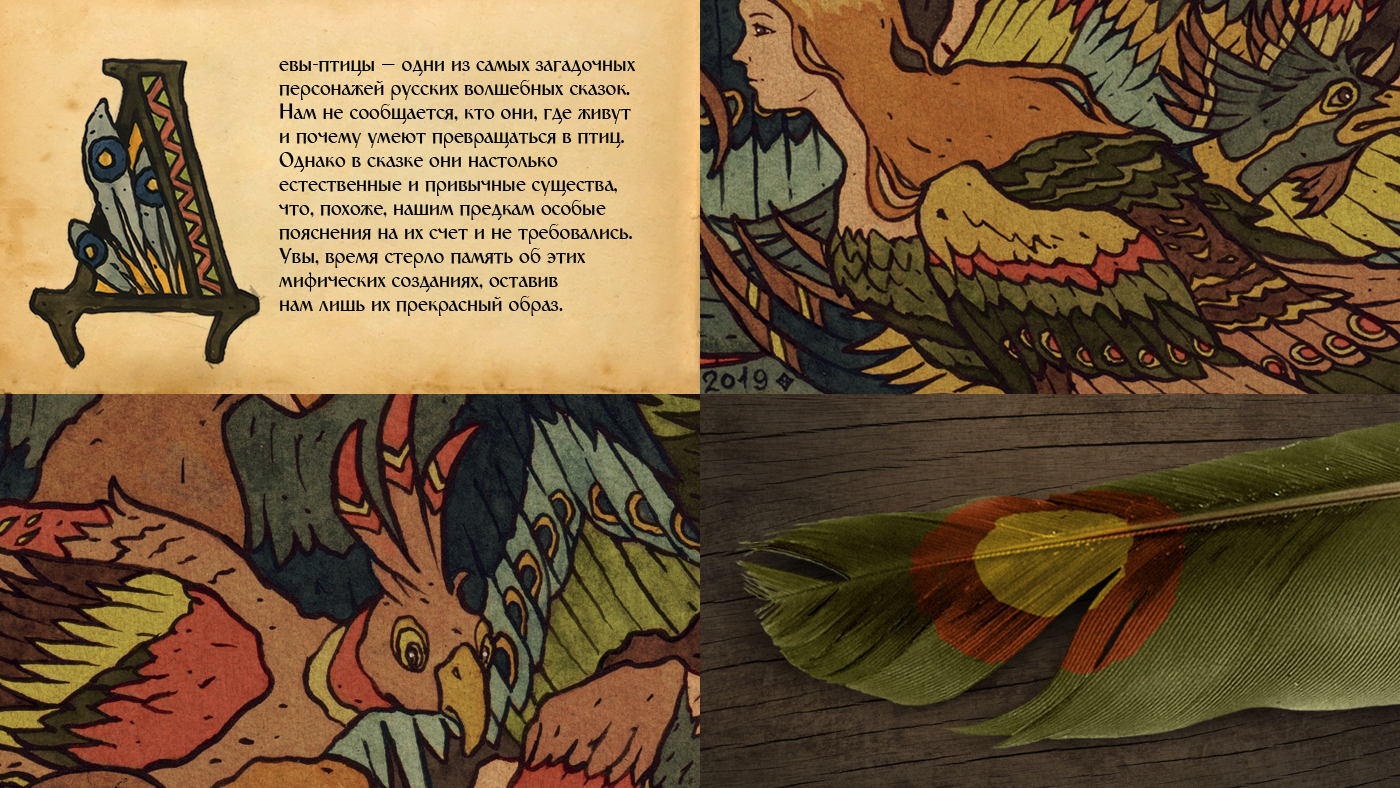 Девы-птицы – одни из самых загадочных
персонажей русских волшебных сказок.
Нам не сообщается, кто они, где живут
и почему умеют превращаться в птиц.
Однако в сказке они настолько
естественные и привычные существа,
что, похоже, нашим предкам особые
пояснения на их счет и не требовались.
Увы, время стерло память об этих
мифических созданиях, оставив
нам лишь их прекрасный образ.
2019